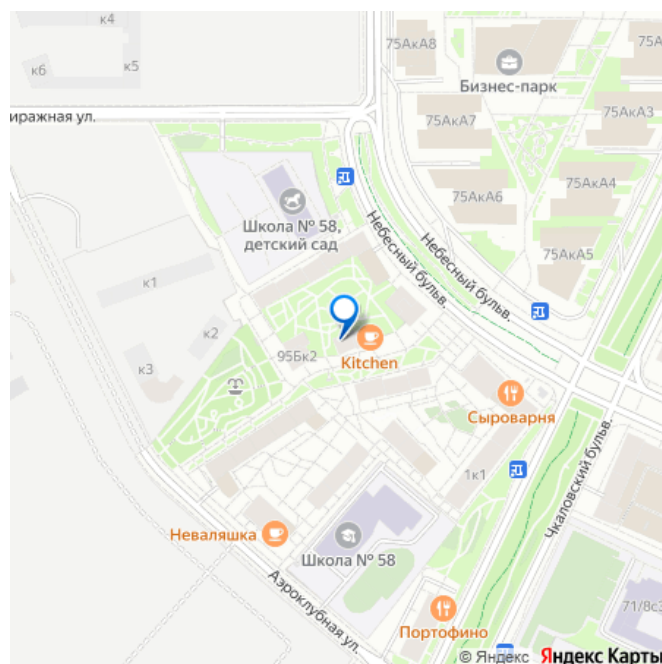 к4
к6
к5
75АкА8
75АкА4
Бизнес-парк
75АкА3
75АкА7
иражная ул.
75АкА6
75АкА4
75АкА5
Школа № 58,
детский сад
Небесный бульв.
Небесный бульв.
к1
к2
к3
95Бк2
Kitchen
Сыроварня
1к1
Чкаловский бульв.
Неваляшка
Школа № 58
Аэроклубная ул.
Портофино
71/8с3
© Яндекс Яндекс Карты